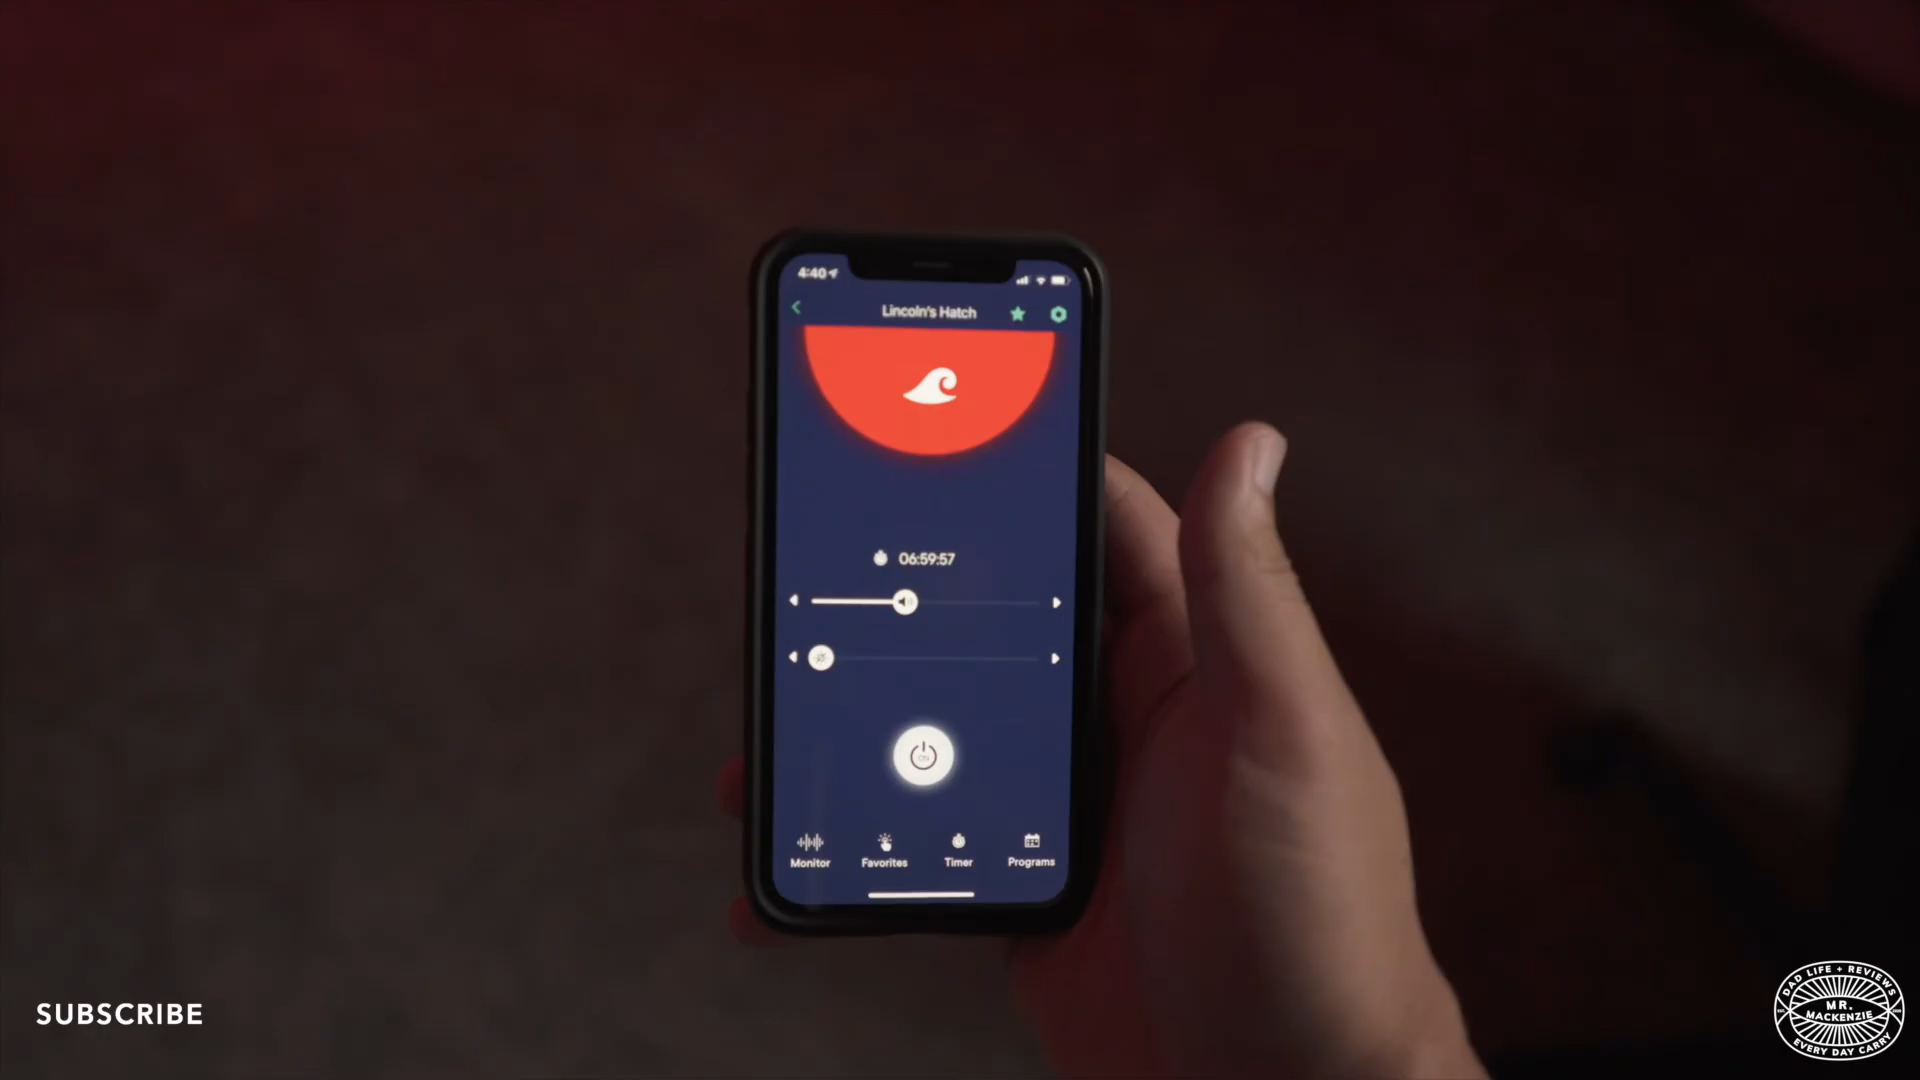 4:40
Lincoln's Hatch
06:59:57
ON
Monitor
Favorites
Timer
Programs
SUBSCRIBE
DAD LIFE + REVIEWS
MR.
MACKENZIE
EVERY DAY CARRY